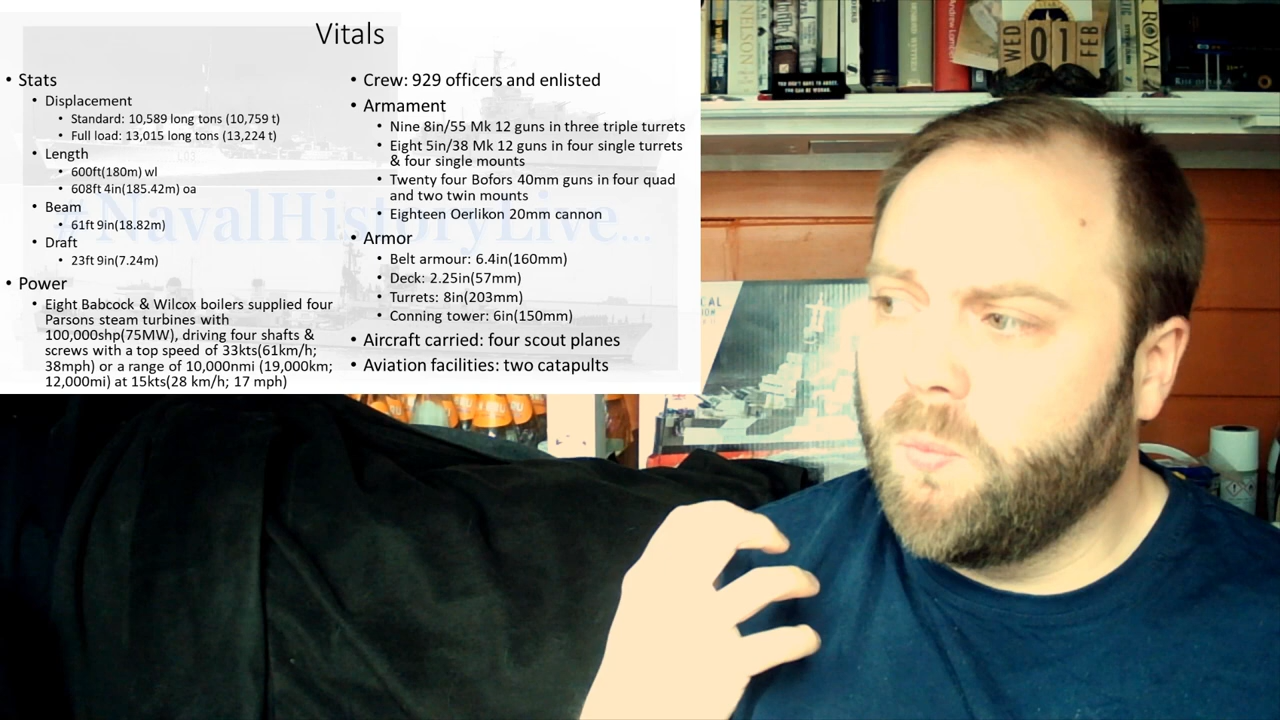 Vitals
• Stats
• Displacement
• Standard: 10,589 long tons (10,759 t)
• Full load: 13,015 long tons (13,224 t)
• Length
• 600ft(180m) wl
• 608ft 4in(185.42m) oa
• Beam
• 61ft 9in(18.82m)
• Draft
• 23ft 9in(7.24m)
• Power
• Eight Babcock & Wilcox boilers supplied four
Parsons steam turbines with
100,000shp(75MW), driving four shafts &
screws with a top speed of 33kts(61km/h;
38mph) or a range of 10,000nmi (19,000km;
12,000mi) at 15kts(28 km/h; 17 mph)
• Crew: 929 officers and enlisted
• Armament
• Nine 8in/55 Mk 12 guns in three triple turrets
• Eight 5in/38 Mk 12 guns in four single turrets
& four single mounts
• Twenty four Bofors 40mm guns in four quad
and two twin mounts
• Eighteen Oerlikon 20mm cannon
• Armor
• Belt armour: 6.4in(160mm)
• Deck: 2.25in(57mm)
• Turrets: 8in(203mm)
• Conning tower: 6in(150mm)
• Aircraft carried: four scout planes
• Aviation facilities: two catapults
#NavalHistoryLive...
L03
NELSON
Andrew Lambert
WED
01
FEB
ROYAL